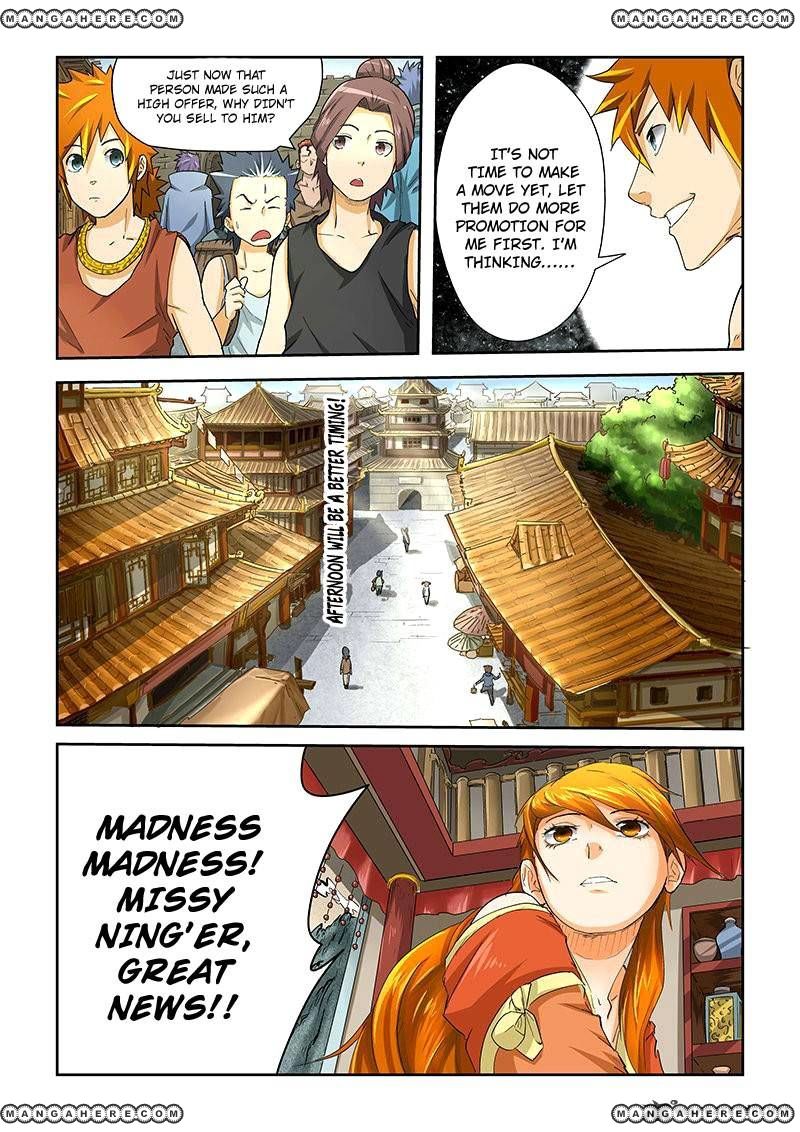 MANGAHERE.COM
MANGAHERE.COM
JUST NOW THAT
PERSON MADE SUCH A
HIGH OFFER, WHY DIDN'T
YOU SELL TO HIM?
IT'S NOT
TIME TO MAKE
A MOVE YET, LET
THEM DO MORE
PROMOTION FOR
ME FIRST. I'M
THINKING......
AFTERNOON WILL BE A BETTER TIMING!
MADNESS
MADNESS!
MISSY
NING'ER,
GREAT
NEWS!!
MANGAHERE.COM
MANGAHERE.COM